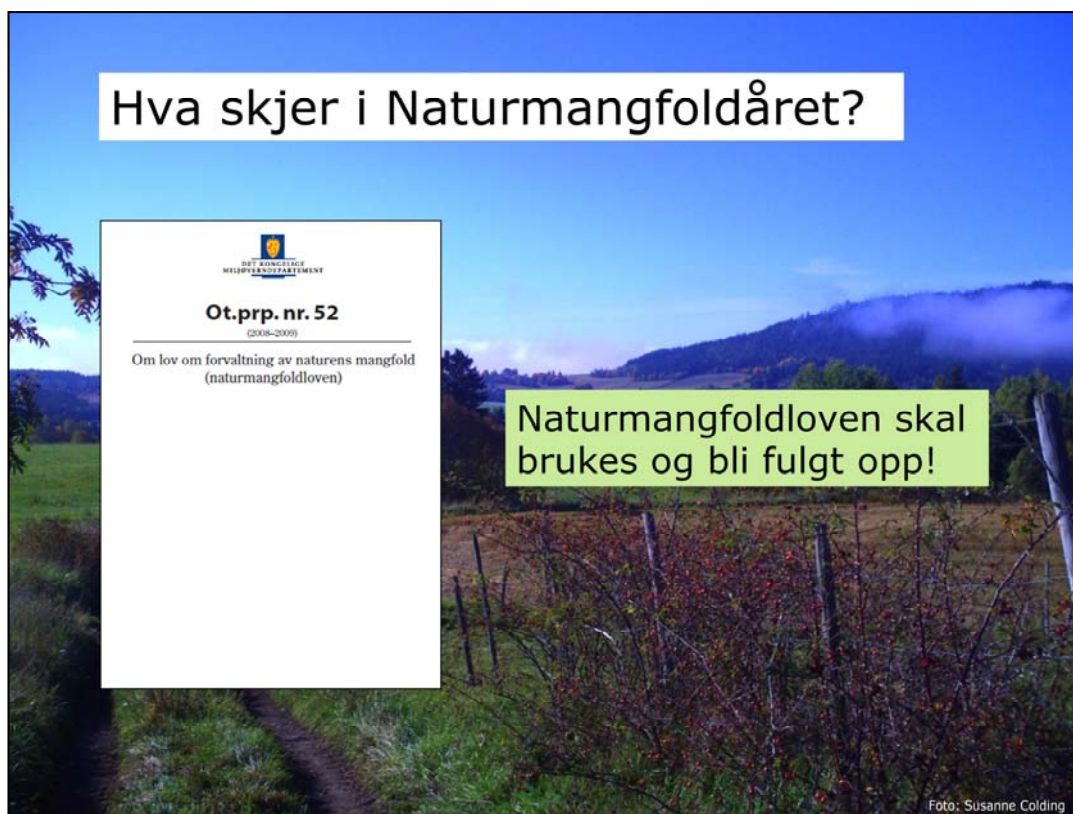 Hva skjer i Naturmangfoldåret?
DET KONGELIGE
MILJØVERNDEPARTEMENT
Ot.prp. nr. 52
(2008–2009)
Om lov om forvaltning av naturens mangfold
(naturmangfoldloven)
Naturmangfoldloven skal
brukes og bli fulgt opp!
Foto: Susanne Colding